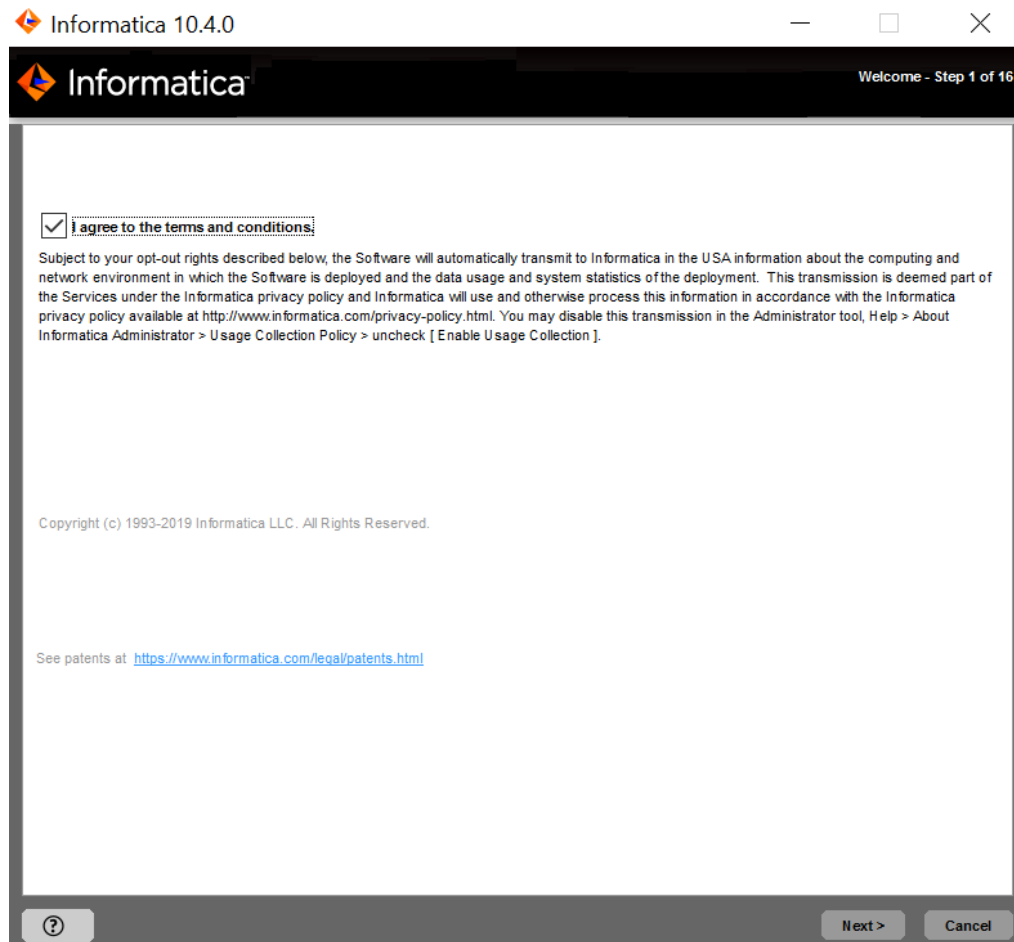 Informatica 10.4.0
Informatica
Welcome - Step 1 of 16
I agree to the terms and conditions.
Subject to your opt-out rights described below, the Software will automatically transmit to Informatica in the USA information about the computing and
network environment in which the Software is deployed and the data usage and system statistics of the deployment.  This transmission is deemed part of
the Services under the Informatica privacy policy and Informatica will use and otherwise process this information in accordance with the Informatica
privacy policy available at http://www.informatica.com/privacy-policy.html. You may disable this transmission in the Administrator tool, Help > About
Informatica Administrator > Usage Collection Policy > uncheck [ Enable Usage Collection ].
Copyright (c) 1993-2019 Informatica LLC. All Rights Reserved.
See patents at https://www.informatica.com/legal/patents.html
?
Next >
Cancel